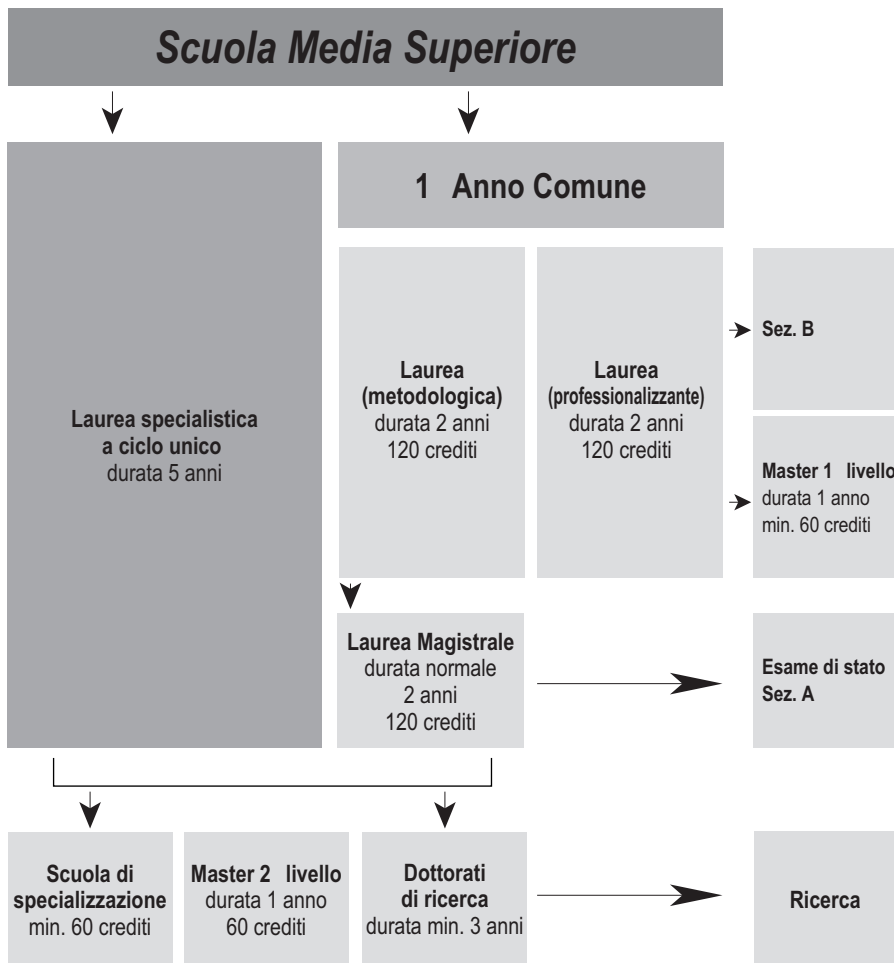 Scuola Media Superiore
1 Anno Comune
Laurea specialistica
a ciclo unico
durata 5 anni
Laurea
(metodologica)
durata 2 anni
120 crediti
Laurea
(professionalizzante)
durata 2 anni
120 crediti
Sez. B
Master 1 livello
durata 1 anno
min. 60 crediti
Laurea Magistrale
durata normale
2 anni
120 crediti
Esame di stato
Sez. A
Scuola di
specializzazione
min. 60 crediti
Master 2 livello
durata 1 anno
60 crediti
Dottorati
di ricerca
durata min. 3 anni
Ricerca